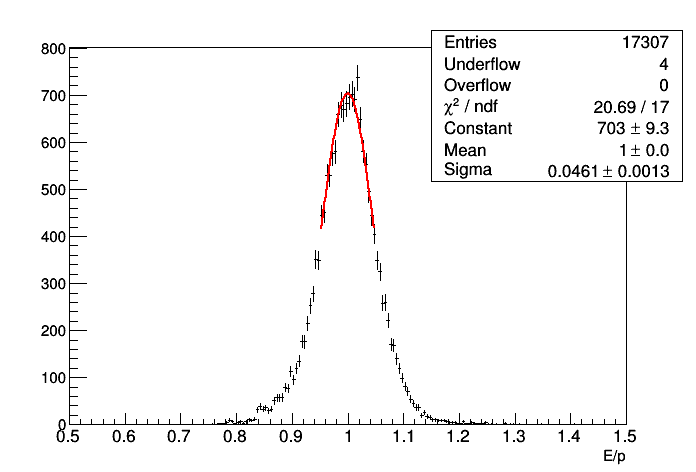 Entries 17307
Underflow 4
Overflow 0
χ² / ndf 20.69 / 17
Constant 703 ± 9.3
Mean 1 ± 0.0
Sigma 0.0461 ± 0.0013
800
700
600
500
400
300
200
100
0
0.5 0.6 0.7 0.8 0.9 1 1.1 1.2 1.3 1.4 1.5
E/p